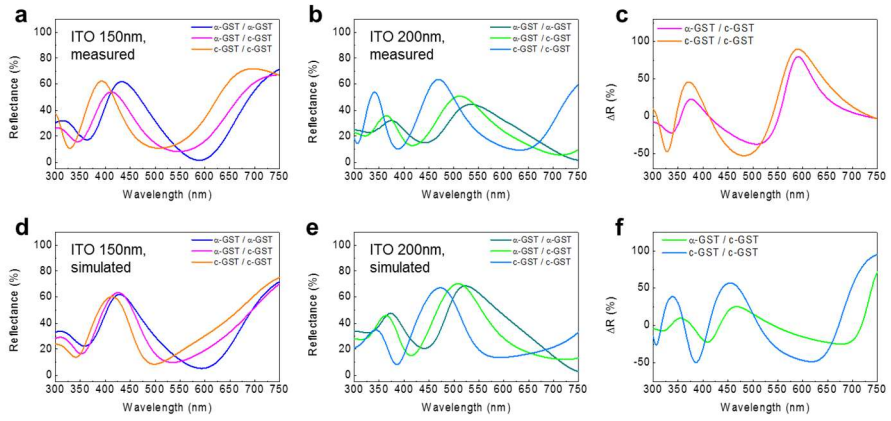 a
ITO 150nm,
measured
α-GST / α-GST
α-GST / c-GST
c-GST / c-GST
Reflectance (%)
100
80
60
40
20
0
300 350 400 450 500 550 600 650 700 750
Wavelength (nm)
b
ITO 200nm,
measured
α-GST / α-GST
α-GST / c-GST
c-GST / c-GST
Reflectance (%)
100
80
60
40
20
0
300 350 400 450 500 550 600 650 700 750
Wavelength (nm)
c
α-GST / c-GST
c-GST / c-GST
ΔR (%)
100
50
0
-50
300 350 400 450 500 550 600 650 700 750
Wavelength (nm)
d
ITO 150nm,
simulated
α-GST / α-GST
α-GST / c-GST
c-GST / c-GST
Reflectance (%)
100
80
60
40
20
0
300 350 400 450 500 550 600 650 700 750
Wavelength (nm)
e
ITO 200nm,
simulated
α-GST / α-GST
α-GST / c-GST
c-GST / c-GST
Reflectance (%)
100
80
60
40
20
0
300 350 400 450 500 550 600 650 700 750
Wavelength (nm)
f
α-GST / c-GST
c-GST / c-GST
ΔR (%)
100
50
0
-50
300 350 400 450 500 550 600 650 700 750
Wavelength (nm)